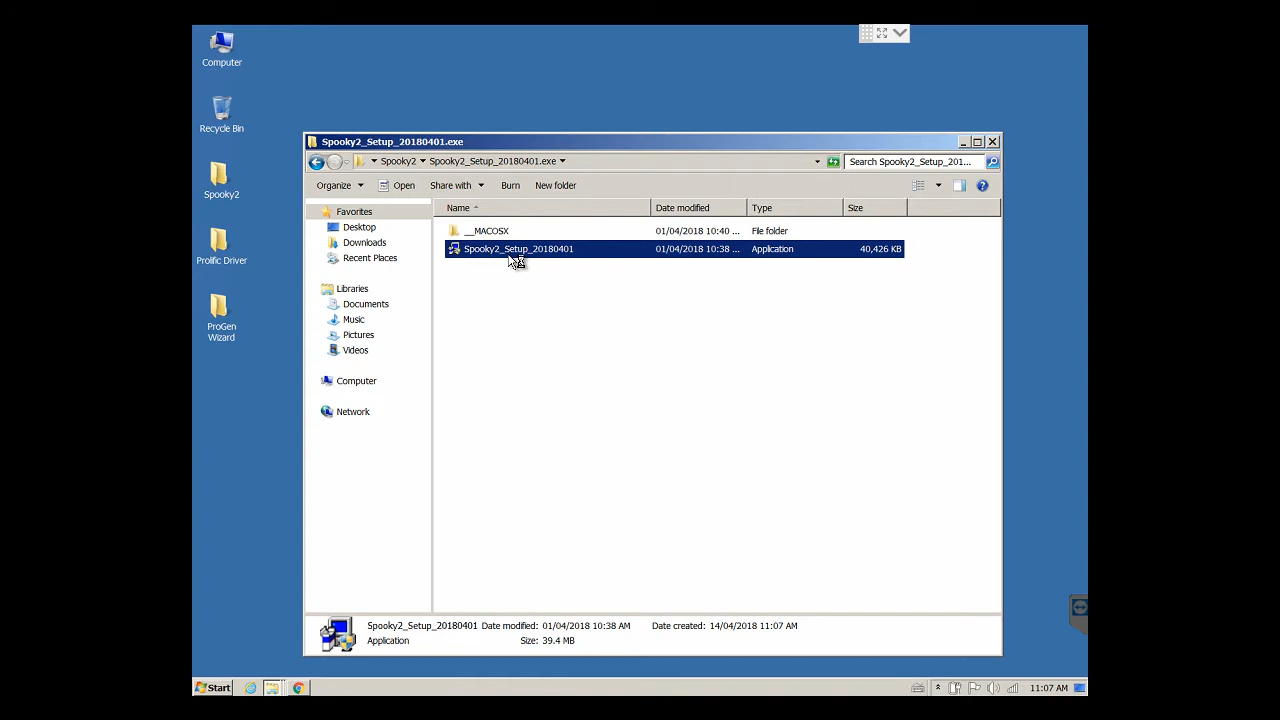 Computer
Recycle Bin
Spooky2
Prolific Driver
ProGen
Wizard
Spooky2_Setup_20180401.exe
Spooky2 Spooky2_Setup_20180401.exe
Search Spooky2_Setup_201...
Organize Open Share with Burn New folder
Name Date modified Type Size
__MACOSX 01/04/2018 10:40 ... File folder
Spooky2_Setup_20180401 01/04/2018 10:38 ... Application 40,426 KB
Favorites
Desktop
Downloads
Recent Places
Libraries
Documents
Music
Pictures
Videos
Computer
Network
Spooky2_Setup_20180401 Date modified: 01/04/2018 10:38 AM Date created: 14/04/2018 11:07 AM
Application Size: 39.4 MB
Start 11:07 AM